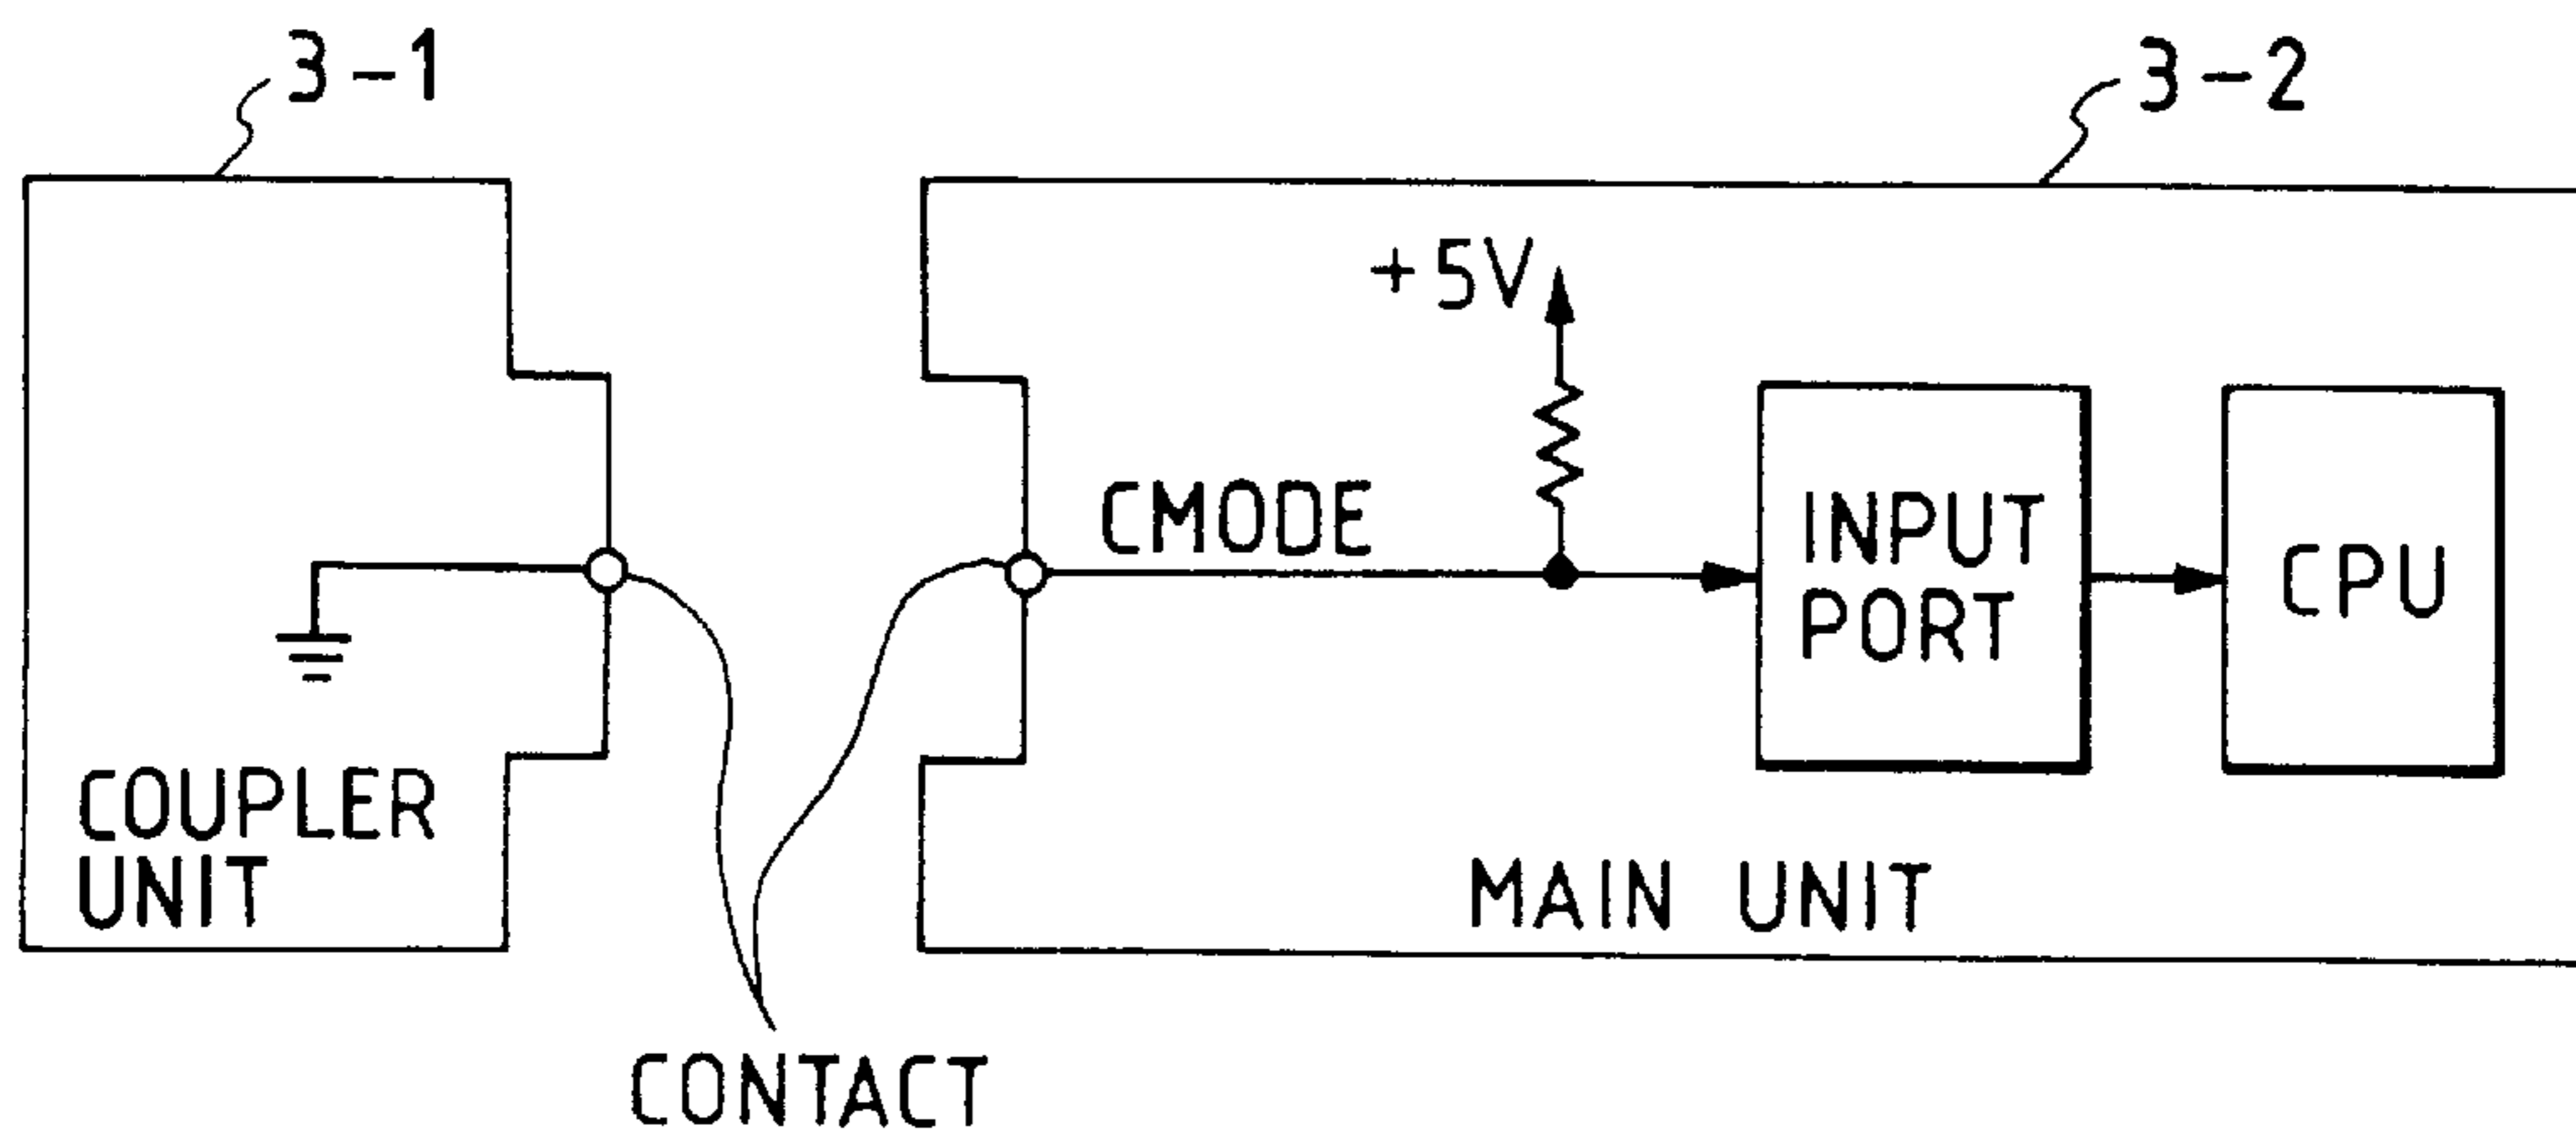 3-1
3-2
+5V
CMODE
INPUT
PORT
CPU
COUPLER
UNIT
MAIN UNIT
CONTACT